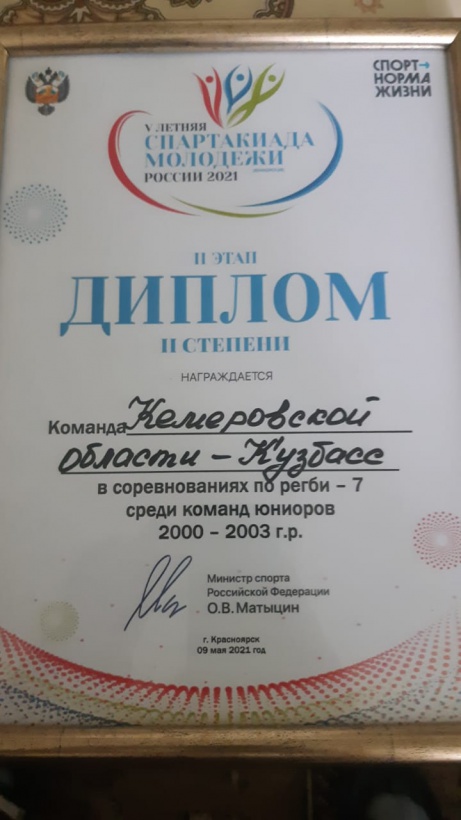 СПОРТ
НОРМА
ЖИЗНИ
V ЛЕТНЯЯ
СПАРТАКИАДА
МОЛОДЕЖИ
РОССИИ 2021
II ЭТАП
ДИПЛОМ
II СТЕПЕНИ
НАГРАЖДАЕТСЯ
Команда Кемеровской
области – Кузбасс
в соревнованиях по регби – 7
среди команд юниоров
2000 – 2003 г.р.
Министр спорта
Российской Федерации
О.В. Матыцин
г. Красноярск
09 мая 2021 год